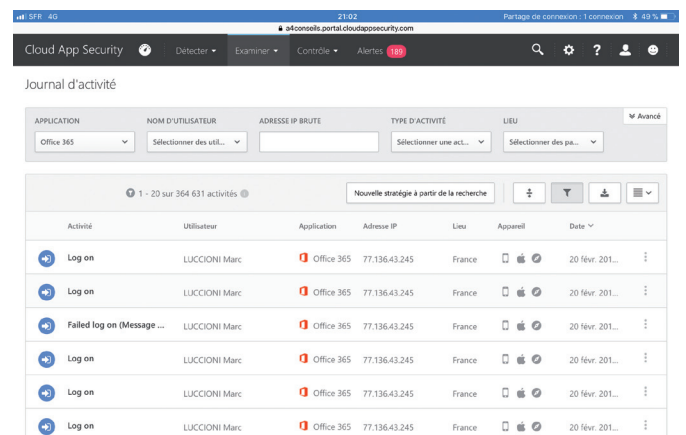 SFR 4G 21:02 Partage de connexion : 1 connexion 49 %
a4conseils.portal.cloudappsecurity.com
Cloud App Security Détecter Examiner Contrôle Alertes 189 ?
Journal d'activité
APPLICATION NOM D'UTILISATEUR ADRESSE IP BRUTE TYPE D'ACTIVITÉ LIEU Avancé
Office 365 Sélectionner des util... Sélectionner une act... Sélectionner des pa...
1 - 20 sur 364 631 activités Nouvelle stratégie à partir de la recherche
Activité Utilisateur Application Adresse IP Lieu Appareil Date
Log on LUCCIONI Marc Office 365 77.136.43.245 France 20 févr. 201...
Log on LUCCIONI Marc Office 365 77.136.43.245 France 20 févr. 201...
Failed log on (Message ... LUCCIONI Marc Office 365 77.136.43.245 France 20 févr. 201...
Log on LUCCIONI Marc Office 365 77.136.43.245 France 20 févr. 201...
Log on LUCCIONI Marc Office 365 77.136.43.245 France 20 févr. 201...
Log on LUCCIONI Marc Office 365 77.136.43.245 France 20 févr. 201...